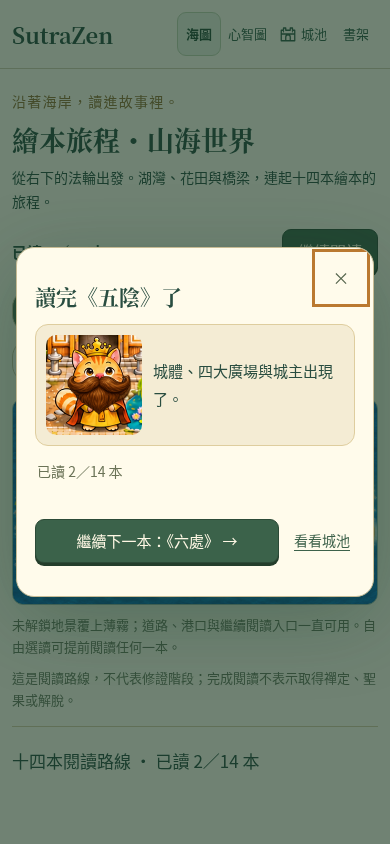 SutraZen
海圖
心智圖
城池
書架
沿著海岸，讀進故事裡。
繪本旅程・山海世界
從右下的法輪出發。湖灣、花田與橋梁，連起十四本繪本的
旅程。
讀完《五陰》了
×
城體、四大廣場與城主出現
了。
已讀 2／14 本
繼續下一本：《六處》 →
看看城池
未解鎖地景覆上薄霧；道路、港口與繼續閱讀入口一直可用。自
由選讀可提前閱讀任何一本。
這是閱讀路線，不代表修證階段；完成閱讀不表示取得禪定、聖
果或解脫。
十四本閱讀路線 ・ 已讀 2／14 本